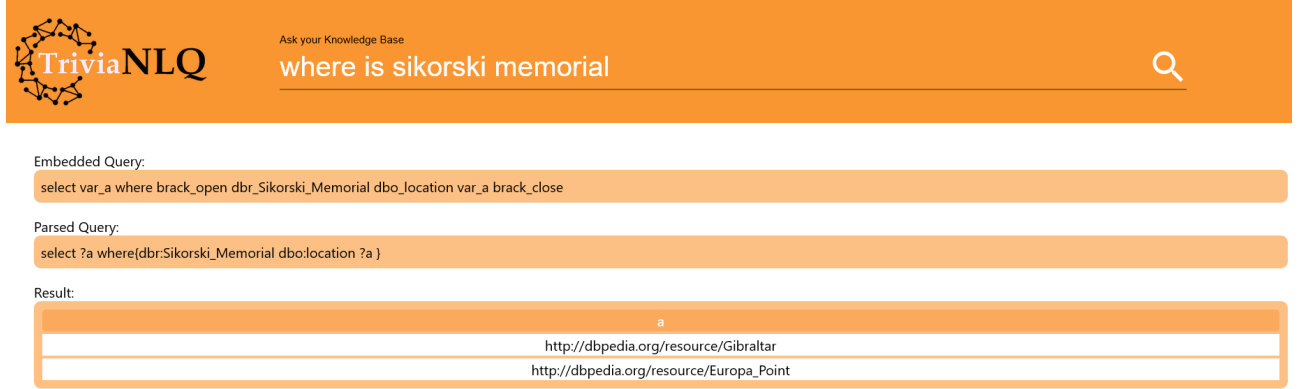 TriviaNLQ
Ask your Knowledge Base
where is sikorski memorial
Embedded Query:
select var_a where brack_open dbr_Sikorski_Memorial dbo_location var_a brack_close
Parsed Query:
select ?a where{dbr:Sikorski_Memorial dbo:location ?a }
Result:
a
http://dbpedia.org/resource/Gibraltar
http://dbpedia.org/resource/Europa_Point